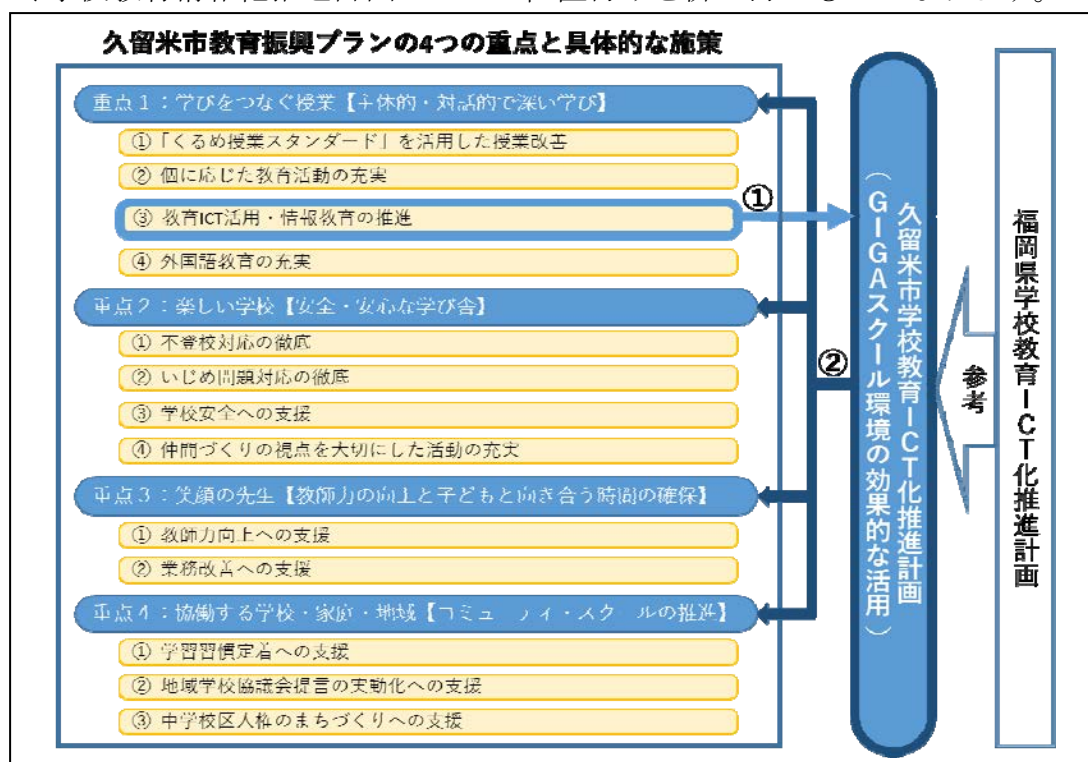 久留米市教育振興プランの4つの重点と具体的な施策
重点1：学びをつなぐ授業【主体的・対話的で深い学び】
①「くるめ授業スタンダード」を活用した授業改善
② 個に応じた教育活動の充実
③ 教育ICT活用・情報教育の推進
④ 外国語教育の充実
重点2：楽しい学校【安全・安心な学び舎】
① 不登校対応の徹底
② いじめ問題対応の徹底
③ 学校安全への支援
④ 仲間づくりの視点を大切にした活動の充実
重点3：笑顔の先生【教師力の向上と子どもと向き合う時間の確保】
① 教師力向上への支援
② 業務改善への支援
重点4：協働する学校・家庭・地域【コミュニティ・スクールの推進】
① 学習習慣定着への支援
② 地域学校協議会提言の実動化への支援
③ 中学校区人権のまちづくりへの支援
①
②
久留米市学校教育ICT化推進計画
（GIGAスクール環境の効果的な活用）
参考
福岡県学校教育ICT化推進計画